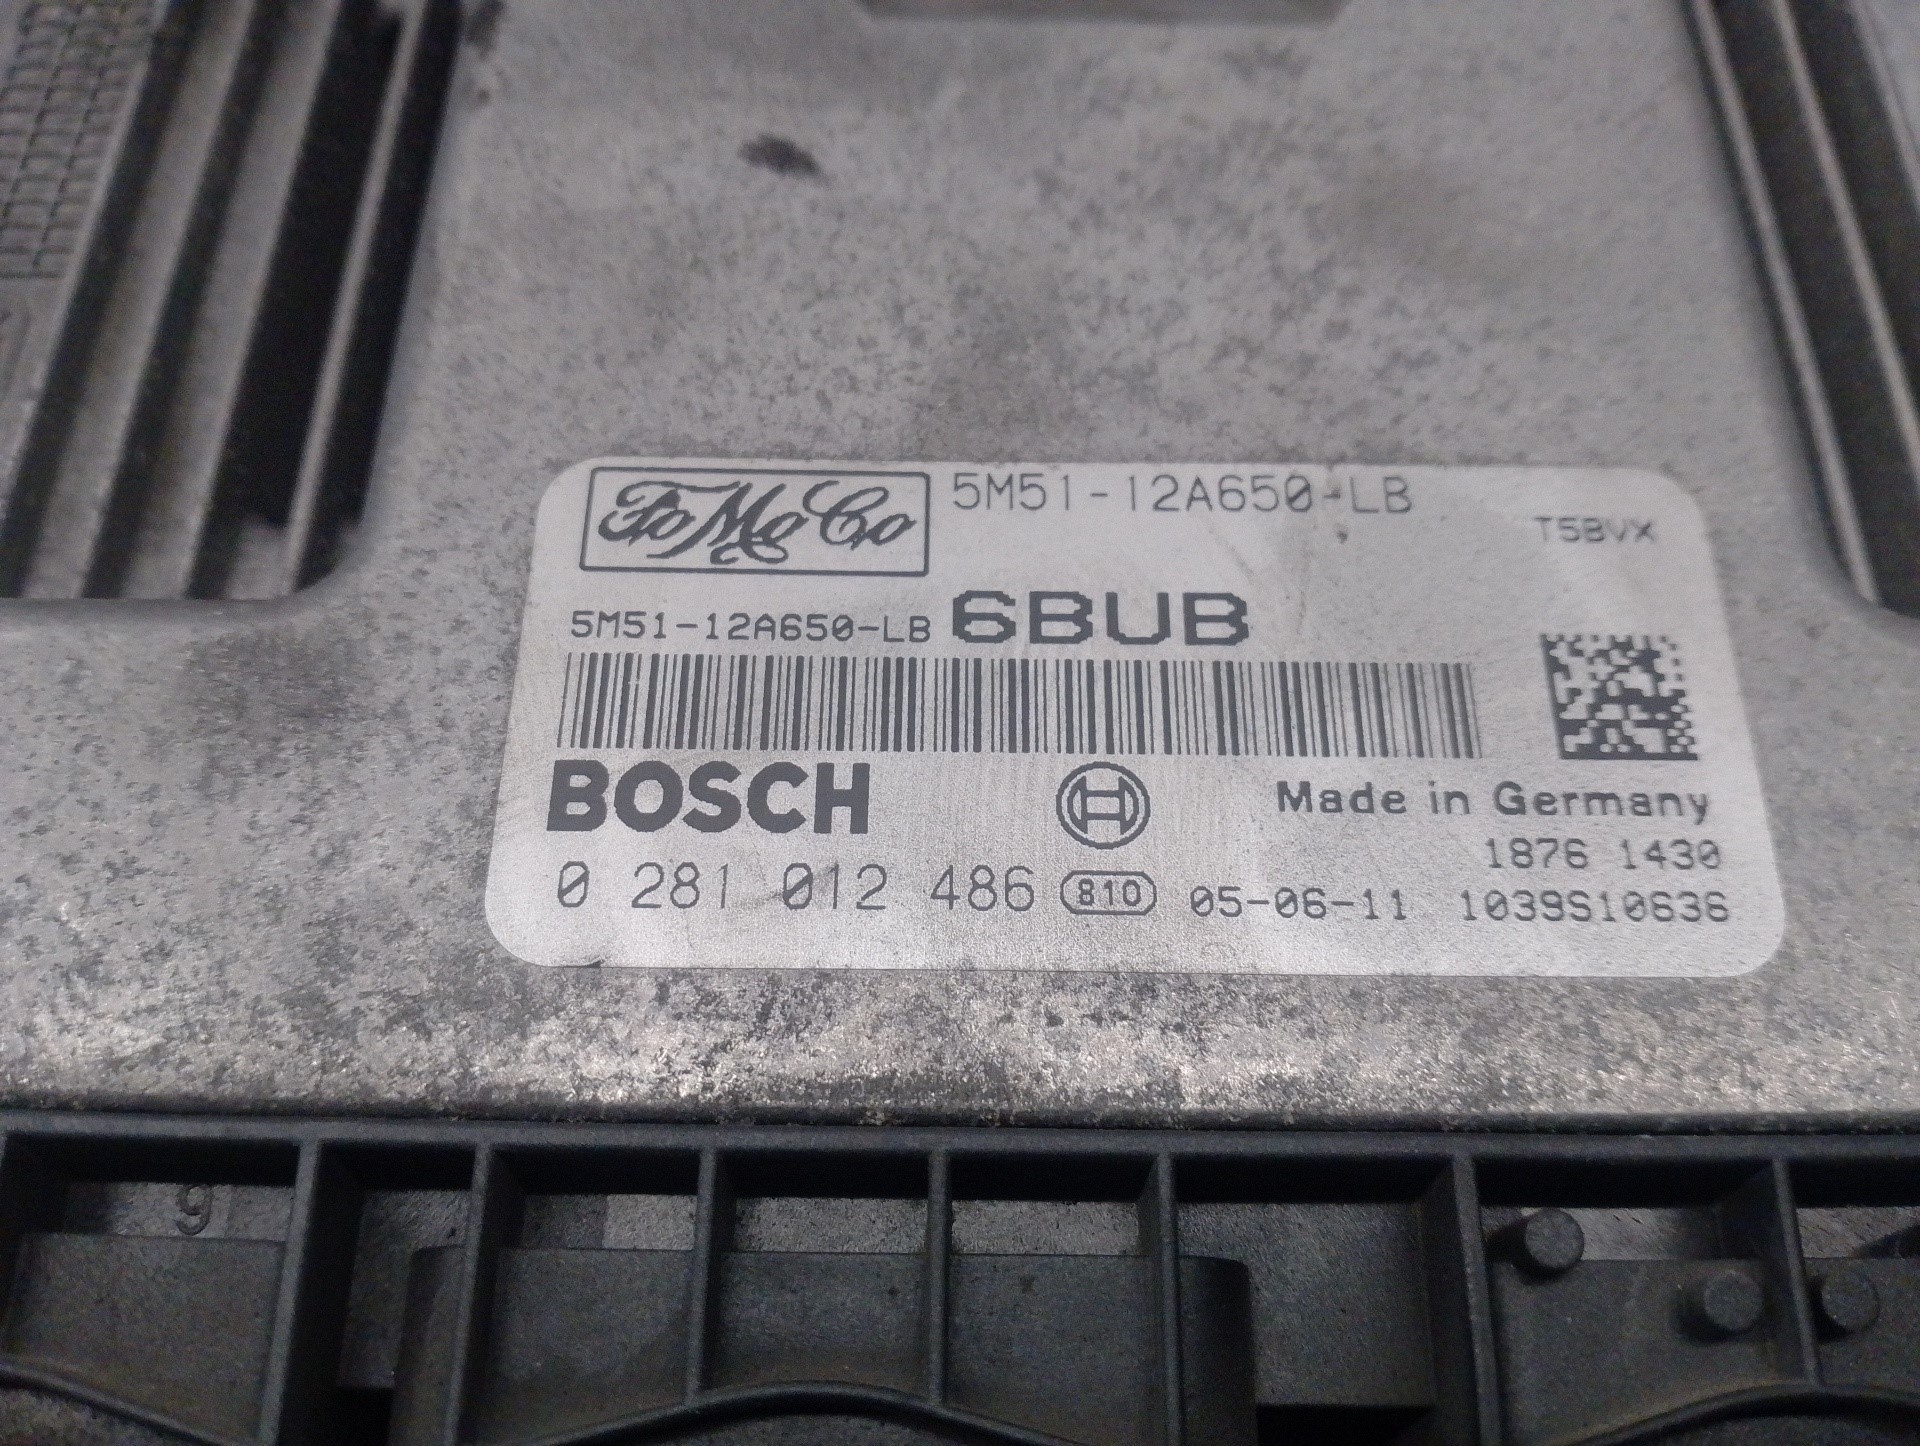 FoMoCo 5M51-12A650-LB
T5BVX
5M51-12A650-LB 6BUB
BOSCH
Made in Germany
1876 1430
0 281 012 486 810 05-06-11 1039S10636
9